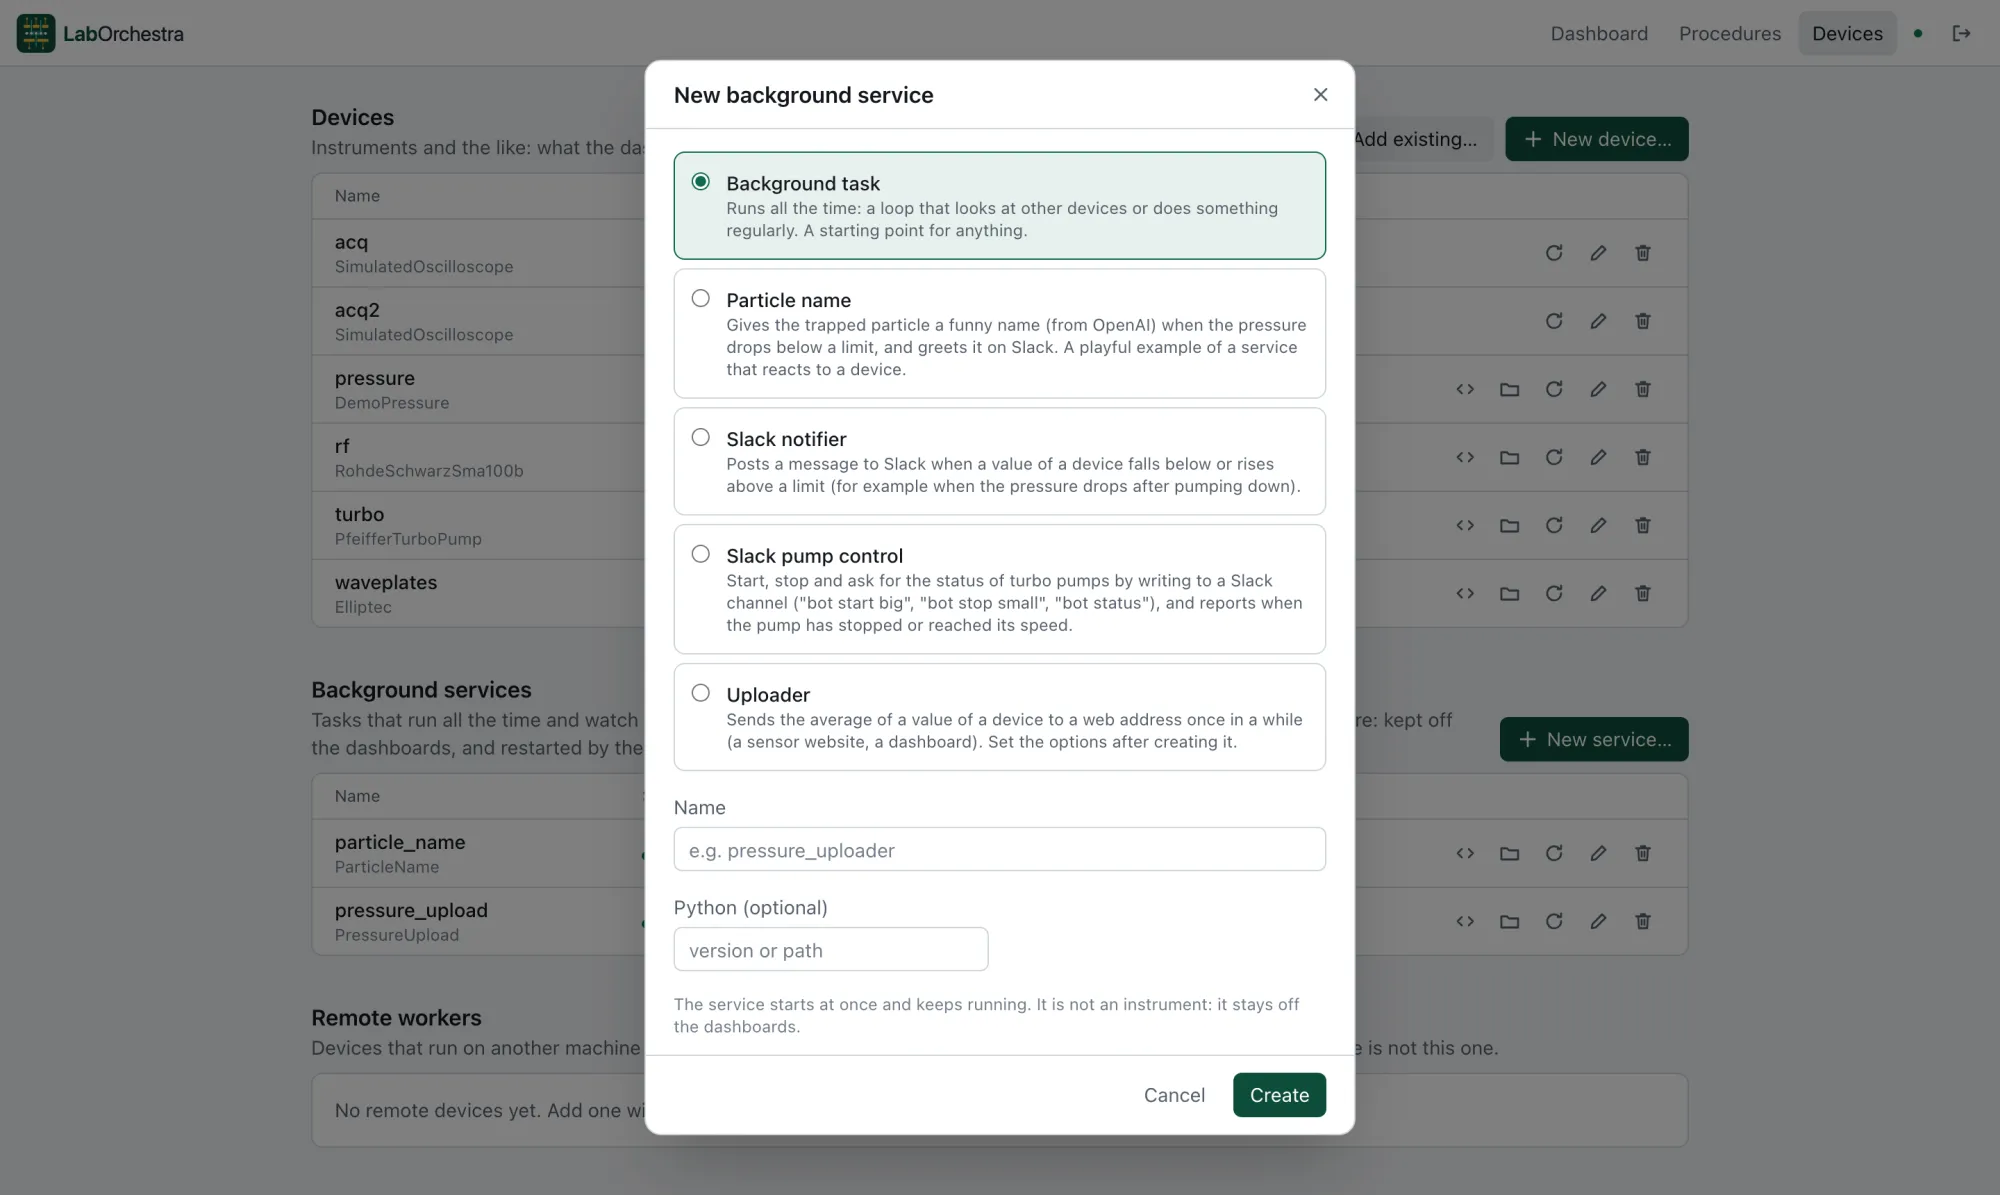 LabOrchestra
Dashboard
Procedures
Devices
New background service
Devices
Instruments and the like: what the
Add existing...
New device...
Name
acq
SimulatedOscilloscope
acq2
SimulatedOscilloscope
pressure
DemoPressure
rf
RohdeSchwarzSma100b
turbo
PfeifferTurboPump
waveplates
Elliptec
Background task
Runs all the time: a loop that looks at other devices or does something
regularly. A starting point for anything.
Particle name
Gives the trapped particle a funny name (from OpenAI) when the pressure
drops below a limit, and greets it on Slack. A playful example of a service
that reacts to a device.
Slack notifier
Posts a message to Slack when a value of a device falls below or rises
above a limit (for example when the pressure drops after pumping down).
Slack pump control
Start, stop and ask for the status of turbo pumps by writing to a Slack
channel ("bot start big", "bot stop small", "bot status"), and reports when
the pump has stopped or reached its speed.
Uploader
Sends the average of a value of a device to a web address once in a while
(a sensor website, a dashboard). Set the options after creating it.
Name
e.g. pressure_uploader
Python (optional)
version or path
The service starts at once and keeps running. It is not an instrument: it stays off
the dashboards.
Cancel
Create
Background services
Tasks that run all the time and watch
kept off
the dashboards, and restarted by the
New service...
Name
particle_name
ParticleName
pressure_upload
PressureUpload
Remote workers
Devices that run on another machine
is not this one.
No remote devices yet. Add one